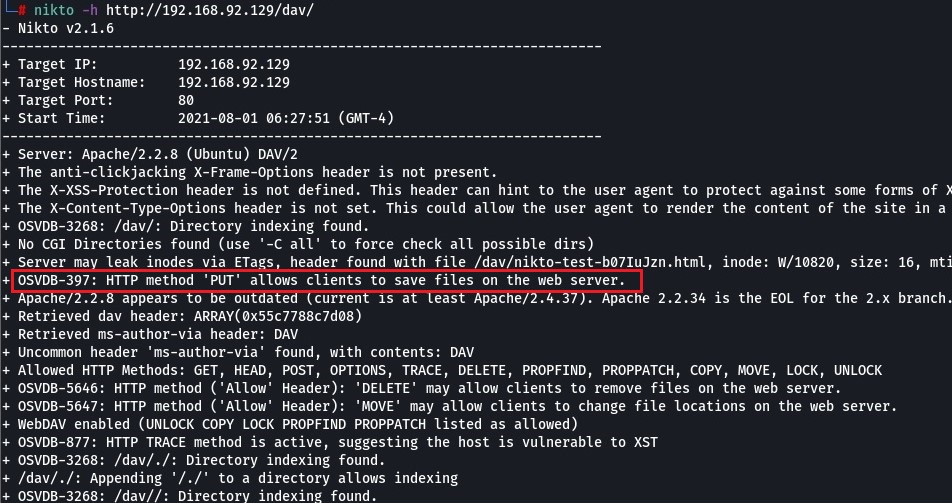 # nikto -h http://192.168.92.129/dav/
- Nikto v2.1.6
---------------------------------------------------------------------------
+ Target IP:          192.168.92.129
+ Target Hostname:    192.168.92.129
+ Target Port:        80
+ Start Time:         2021-08-01 06:27:51 (GMT-4)
---------------------------------------------------------------------------
+ Server: Apache/2.2.8 (Ubuntu) DAV/2
+ The anti-clickjacking X-Frame-Options header is not present.
+ The X-XSS-Protection header is not defined. This header can hint to the user agent to protect against some forms of X
+ The X-Content-Type-Options header is not set. This could allow the user agent to render the content of the site in a
+ OSVDB-3268: /dav/: Directory indexing found.
+ No CGI Directories found (use '-C all' to force check all possible dirs)
+ Server may leak inodes via ETags, header found with file /dav/nikto-test-b07IuJzn.html, inode: W/10820, size: 16, mti
+ OSVDB-397: HTTP method 'PUT' allows clients to save files on the web server.
+ Apache/2.2.8 appears to be outdated (current is at least Apache/2.4.37). Apache 2.2.34 is the EOL for the 2.x branch.
+ Retrieved dav header: ARRAY(0x55c7788c7d08)
+ Retrieved ms-author-via header: DAV
+ Uncommon header 'ms-author-via' found, with contents: DAV
+ Allowed HTTP Methods: GET, HEAD, POST, OPTIONS, TRACE, DELETE, PROPFIND, PROPPATCH, COPY, MOVE, LOCK, UNLOCK
+ OSVDB-5646: HTTP method ('Allow' Header): 'DELETE' may allow clients to remove files on the web server.
+ OSVDB-5647: HTTP method ('Allow' Header): 'MOVE' may allow clients to change file locations on the web server.
+ WebDAV enabled (UNLOCK COPY LOCK PROPFIND PROPPATCH listed as allowed)
+ OSVDB-877: HTTP TRACE method is active, suggesting the host is vulnerable to XST
+ OSVDB-3268: /dav/./: Directory indexing found.
+ /dav/./: Appending '/./' to a directory allows indexing
+ OSVDB-3268: /dav//: Directory indexing found.